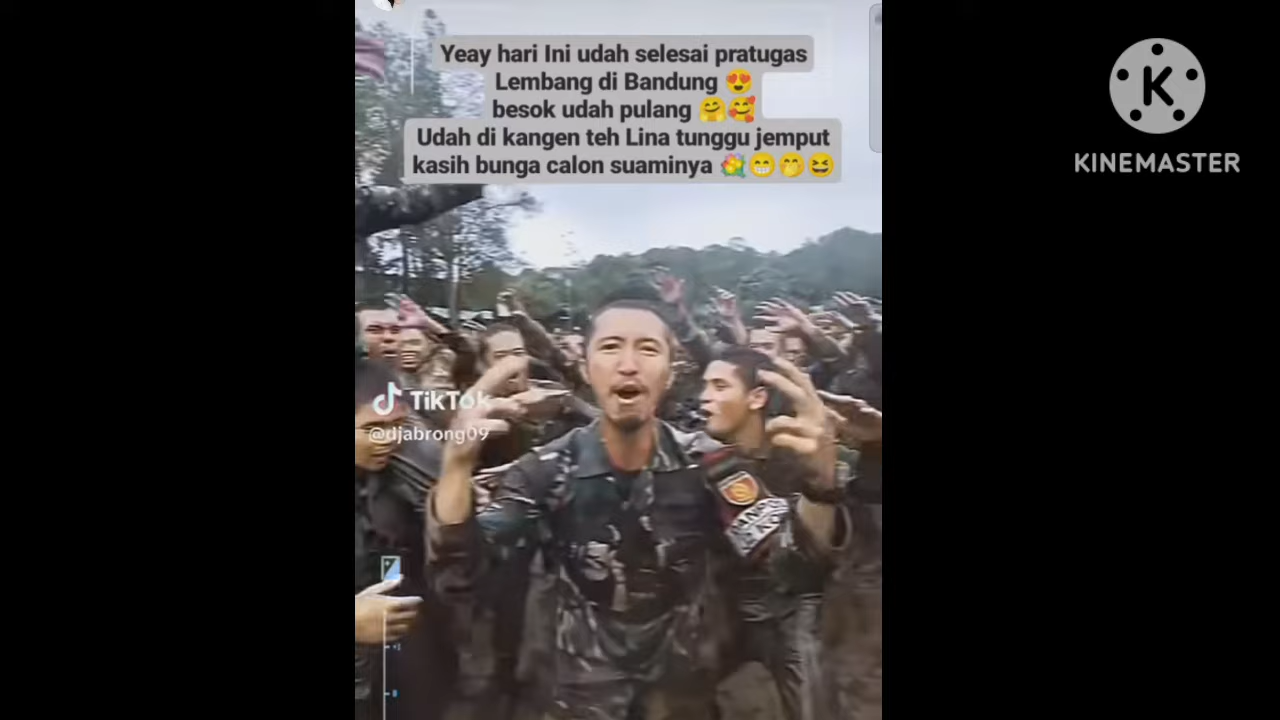 Yeay hari Ini udah selesai pratugas
Lembang di Bandung 😍
besok udah pulang 🤗🥰
Udah di kangen teh Lina tunggu jemput
kasih bunga calon suaminya 💐😁🤭😆
K
KINEMASTER
TikTok
@djabrong09